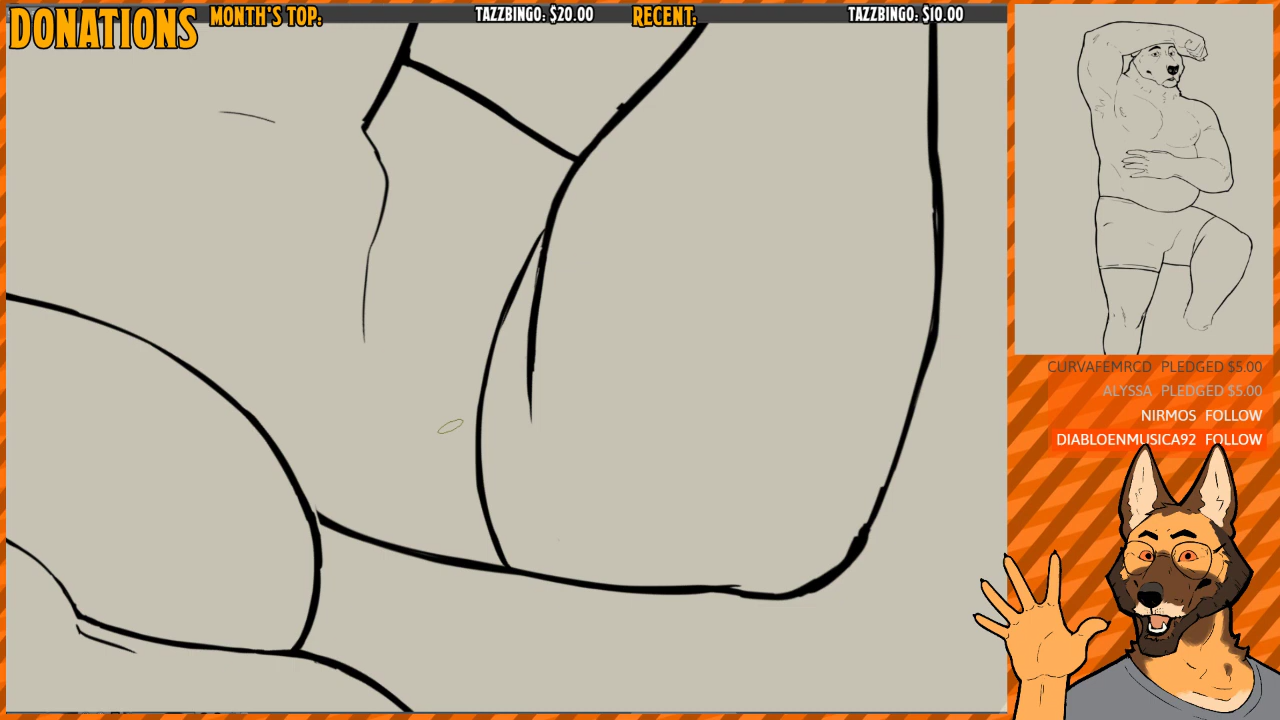 DONATIONS
MONTH'S TOP: TAZZBINGO: $20.00 RECENT: TAZZBINGO: $10.00
CURVAFEMRCD PLEDGED $5.00
ALYSSA PLEDGED $5.00
NIRMOS FOLLOW
DIABLOENMUSICA92 FOLLOW